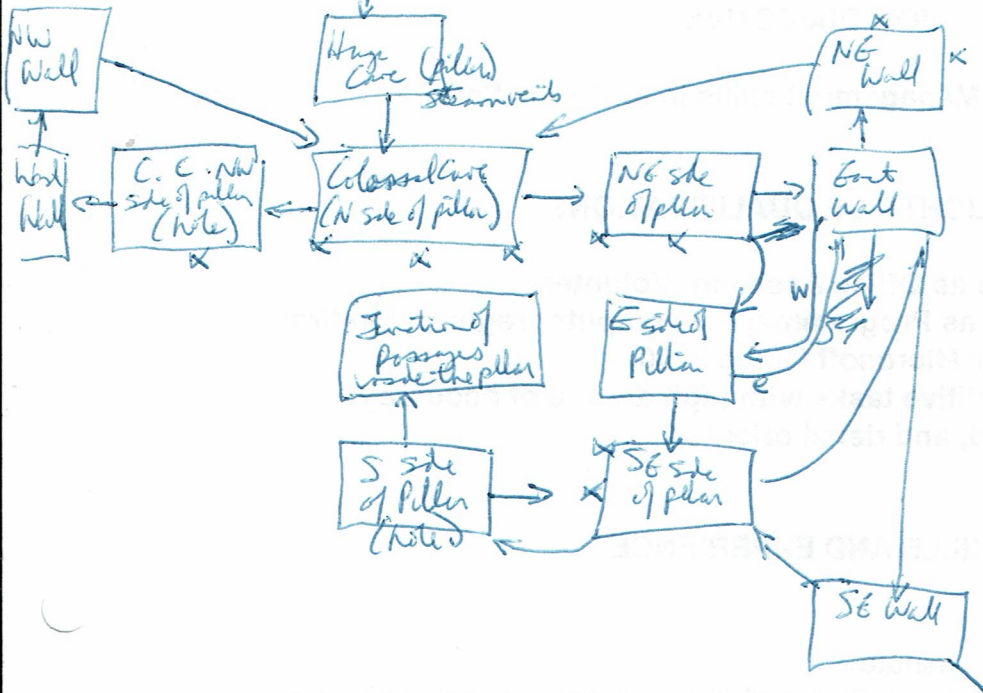 NW
Wall
Huge
Cave (pillar)
Steamvents
NE
Wall
West
Wall
C. C. NW
side of pillar
(hole)
Colossal Cave
(N side of pillar)
NE side
of pillar
East
Wall
W
Junction of
passages
inside the pillar
E side of
Pillar
e
S side
of Pillar
(hole)
SE side
of pillar
SE Wall